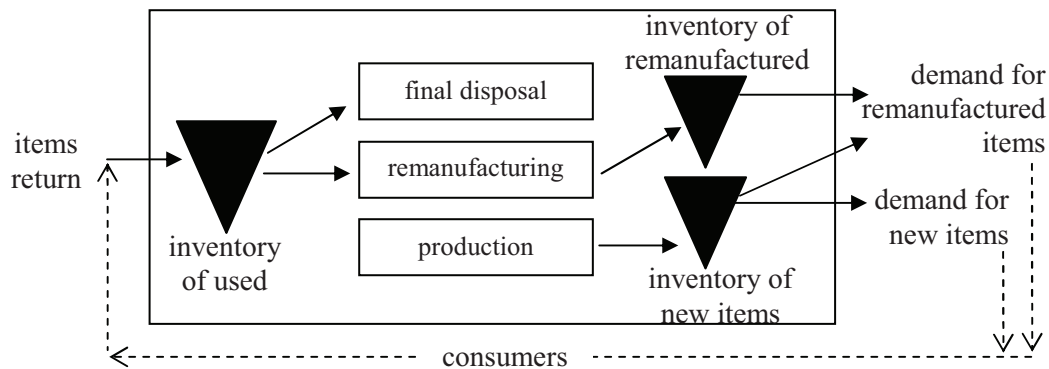 items
return
inventory
of used
final disposal
remanufacturing
production
inventory of
remanufactured
inventory of
new items
demand for
remanufactured
items
demand for
new items
consumers